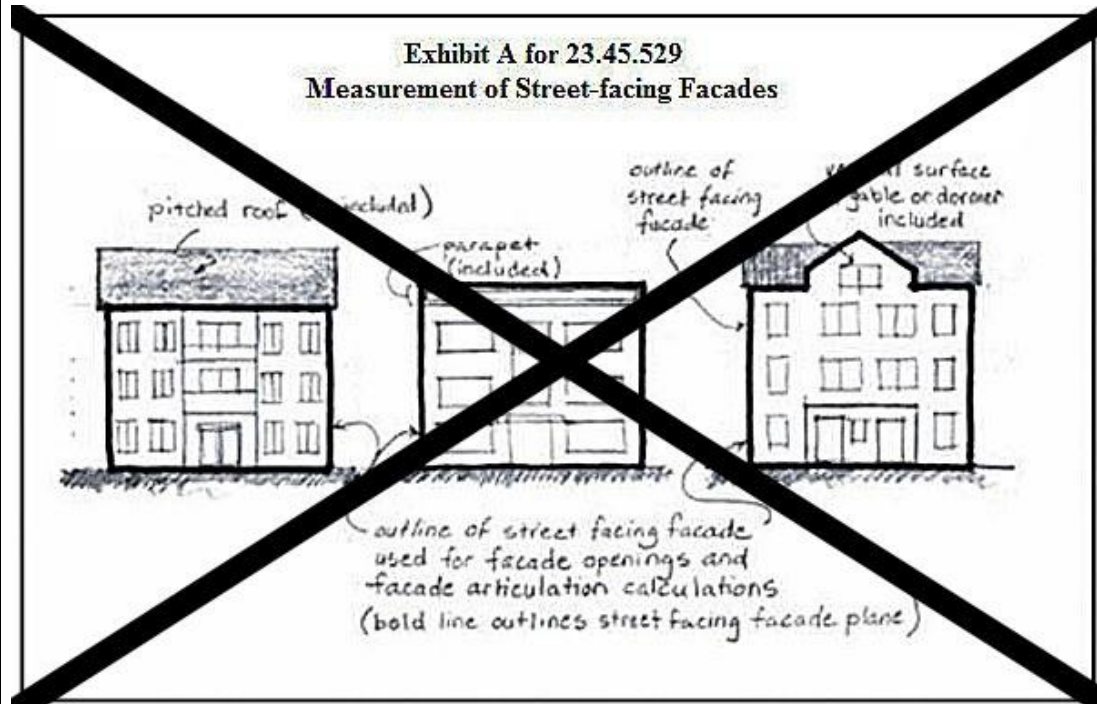 Exhibit A for 23.45.529
Measurement of Street-facing Facades
pitched roof included)
parapet
(included)
outline of
street facing
facade
surface
gable or dormer
included
outline of street facing facade
used for facade openings and
facade articulation calculations
(bold line outlines street facing facade plane)